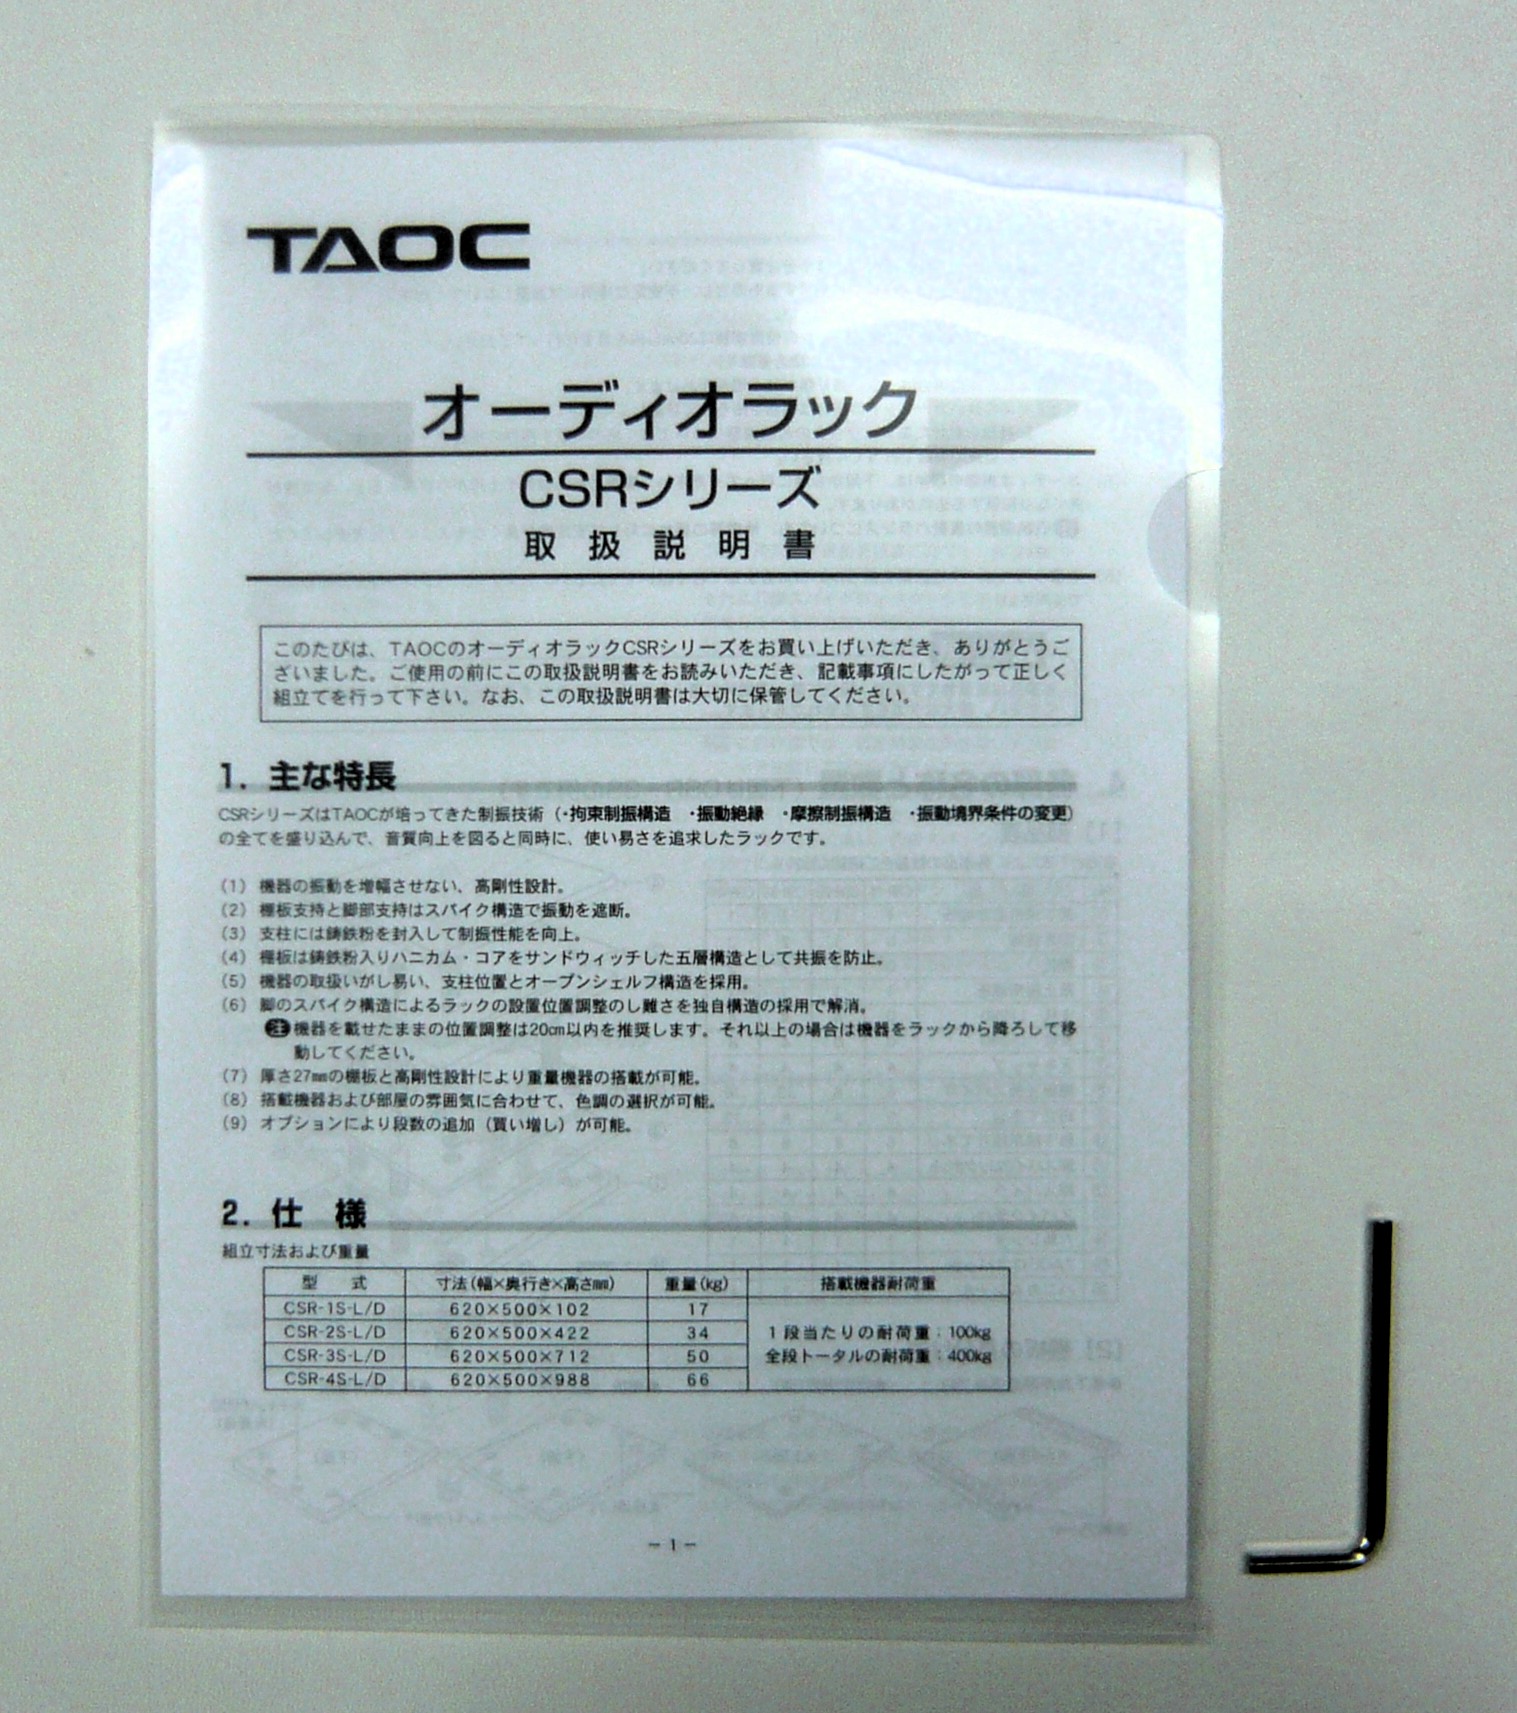 TAOC
オーディオラック
CSRシリーズ
取扱説明書
このたびは、TAOCのオーディオラックCSRシリーズをお買い上げいただき、ありがとうご
ざいました。ご使用の前にこの取扱説明書をお読みいただき、記載事項にしたがって正しく
組立てを行って下さい。なお、この取扱説明書は大切に保管してください。
1. 主な特長
CSRシリーズはTAOCが培ってきた制振技術（・拘束制振構造 ・振動絶縁 ・摩擦制振構造 ・振動境界条件の変更）
の全てを盛り込んで、音質向上を図ると同時に、使い易さを追求したラックです。
(1) 機器の振動を増幅させない、高剛性設計。
(2) 棚板支持と脚部支持はスパイク構造で振動を遮断。
(3) 支柱には鋳鉄粉を封入して制振性能を向上。
(4) 棚板は鋳鉄粉入りハニカム・コアをサンドウィッチした五層構造として共振を防止。
(5) 機器の取扱いがし易い、支柱位置とオープンシェルフ構造を採用。
(6) 脚のスパイク構造によるラックの設置位置調整のし難さを独自構造の採用で解消。
注 機器を載せたままの位置調整は20cm以内を推奨します。それ以上の場合は機器をラックから降ろして移
動してください。
(7) 厚さ27mmの棚板と高剛性設計により重量機器の搭載が可能。
(8) 搭載機器および部屋の雰囲気に合わせて、色調の選択が可能。
(9) オプションにより段数の追加（買い増し）が可能。
2. 仕 様
組立寸法および重量
型 式 寸法(幅×奥行き×高さmm) 重量(kg) 搭載機器耐荷重
CSR-1S-L/D 620×500×102 17
CSR-2S-L/D 620×500×422 34 1段当たりの耐荷重：100kg
CSR-3S-L/D 620×500×712 50 全段トータルの耐荷重：400kg
CSR-4S-L/D 620×500×988 66
－1－